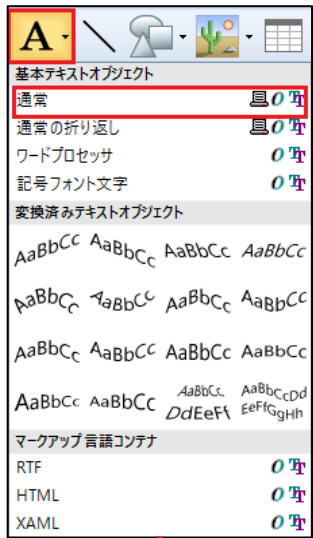 A
基本テキストオブジェクト
通常
通常の折り返し
ワードプロセッサ
記号フォント文字
変換済みテキストオブジェクト
AaBbCc AaBbCc AaBbCc AaBbCc
AaBbCc AaBbCc AaBbCc AaBbCc
AaBbCc AaBbCc AaBbCc AaBbCc
AaBbCc AaBbCc AaBbCc DdEeFf AaBbCcDd EeFfGgHh
マークアップ言語コンテナ
RTF
HTML
XAML